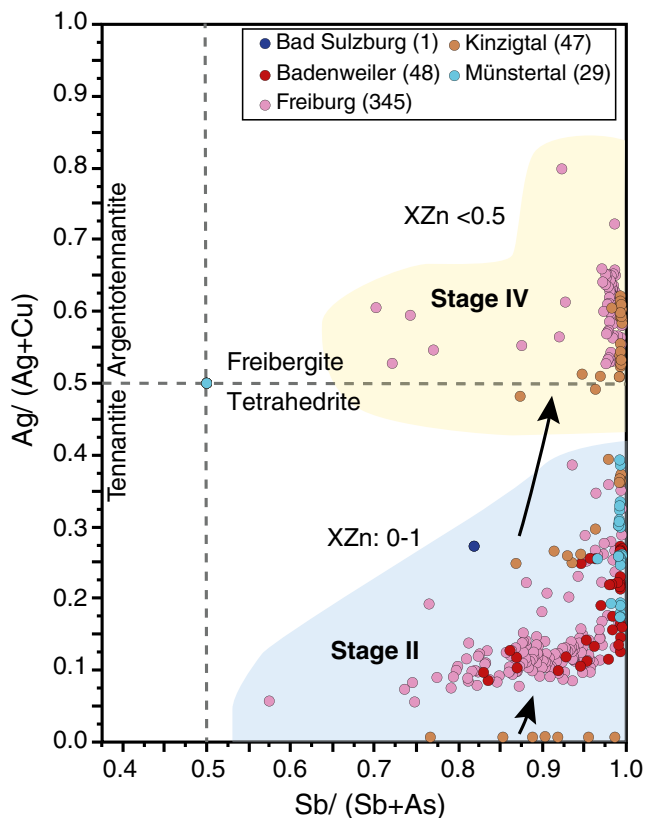 1.0
0.9
0.8
0.7
0.6
0.5
0.4
0.3
0.2
0.1
0.0
Ag/ (Ag+Cu)
Bad Sulzburg (1)
Kinzigtal (47)
Badenweiler (48)
Münstertal (29)
Freiburg (345)
XZn <0.5
Stage IV
Argentotennantite
Tennantite
Freibergite
Tetrahedrite
XZn: 0-1
Stage II
0.4
0.5
0.6
0.7
0.8
0.9
1.0
Sb/ (Sb+As)